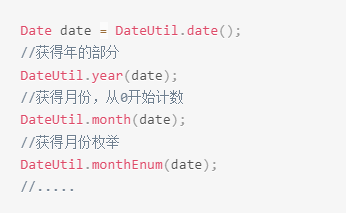 Date date = DateUtil.date();
//获得年的部分
DateUtil.year(date);
//获得月份，从0开始计数
DateUtil.month(date);
//获得月份枚举
DateUtil.monthEnum(date);
//.....